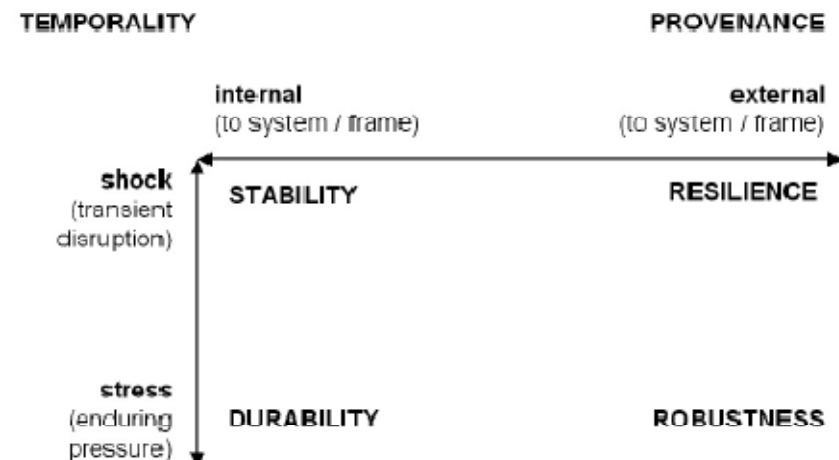 TEMPORALITY PROVENANCE
internal external
(to system / frame) (to system / frame)
shock
(transient
disruption)
STABILITY RESILIENCE
stress
(enduring
pressure)
DURABILITY ROBUSTNESS